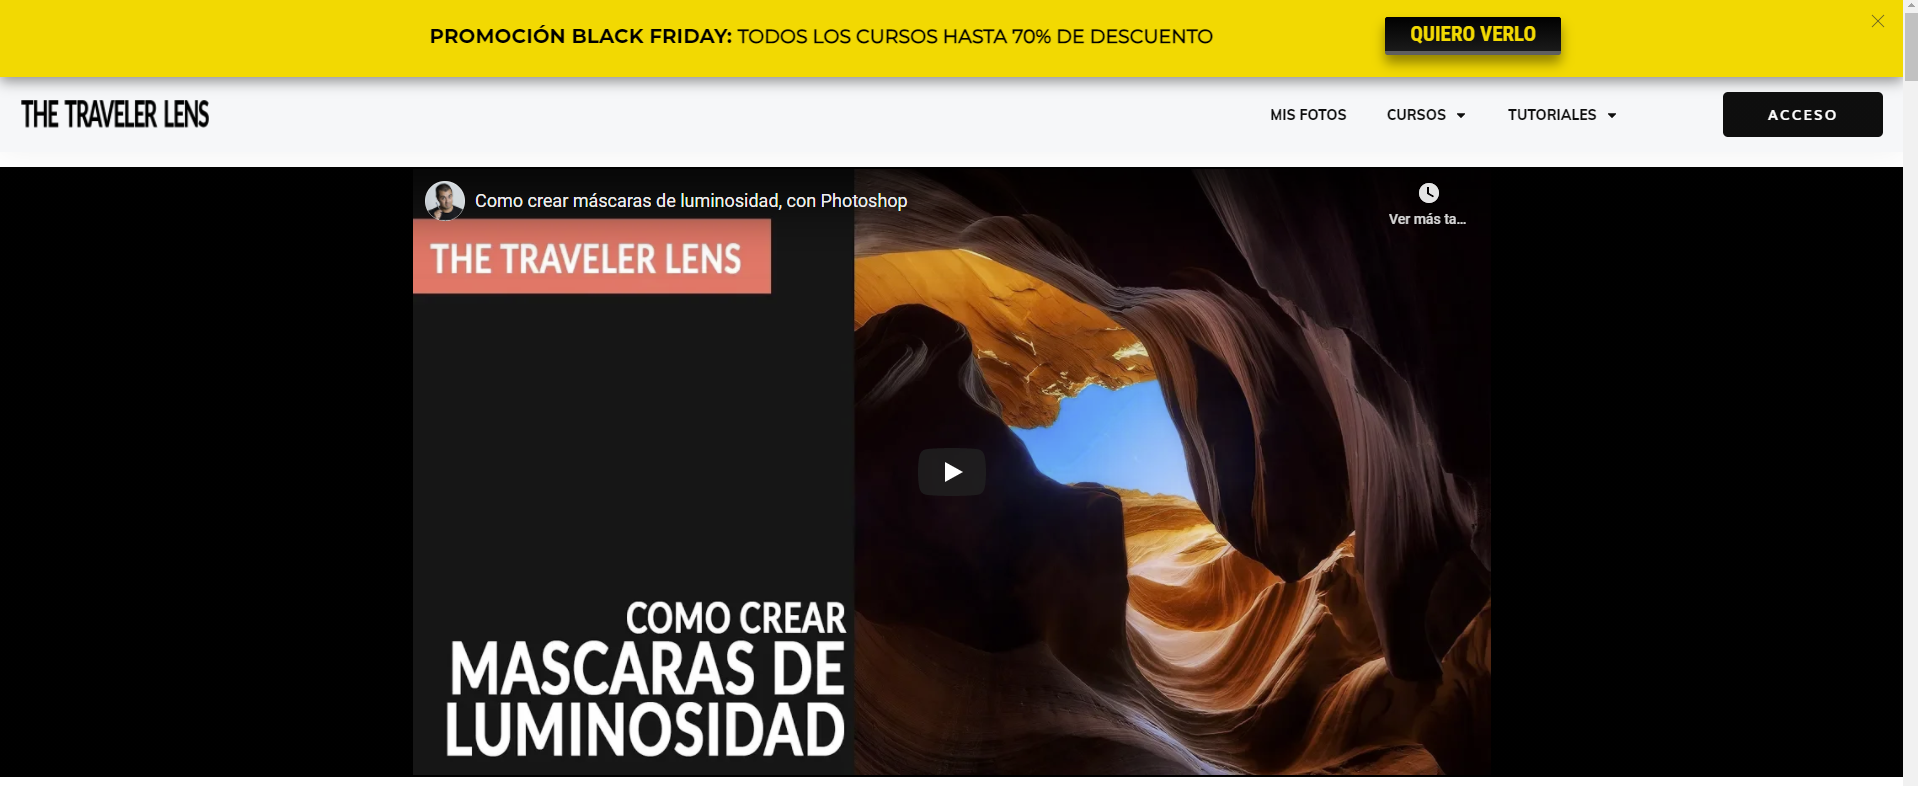 PROMOCIÓN BLACK FRIDAY: TODOS LOS CURSOS HASTA 70% DE DESCUENTO
QUIERO VERLO
THE TRAVELER LENS
MIS FOTOS
CURSOS
TUTORIALES
ACCESO
Como crear máscaras de luminosidad, con Photoshop
Ver más ta...
THE TRAVELER LENS
COMO CREAR
MASCARAS DE
LUMINOSIDAD